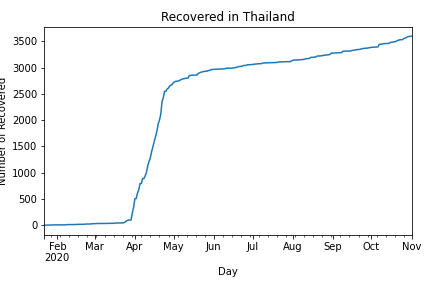 Recovered in Thailand
Number of Recovered
3500
3000
2500
2000
1500
1000
500
0
Feb Mar Apr May Jun Jul Aug Sep Oct Nov
2020
Day